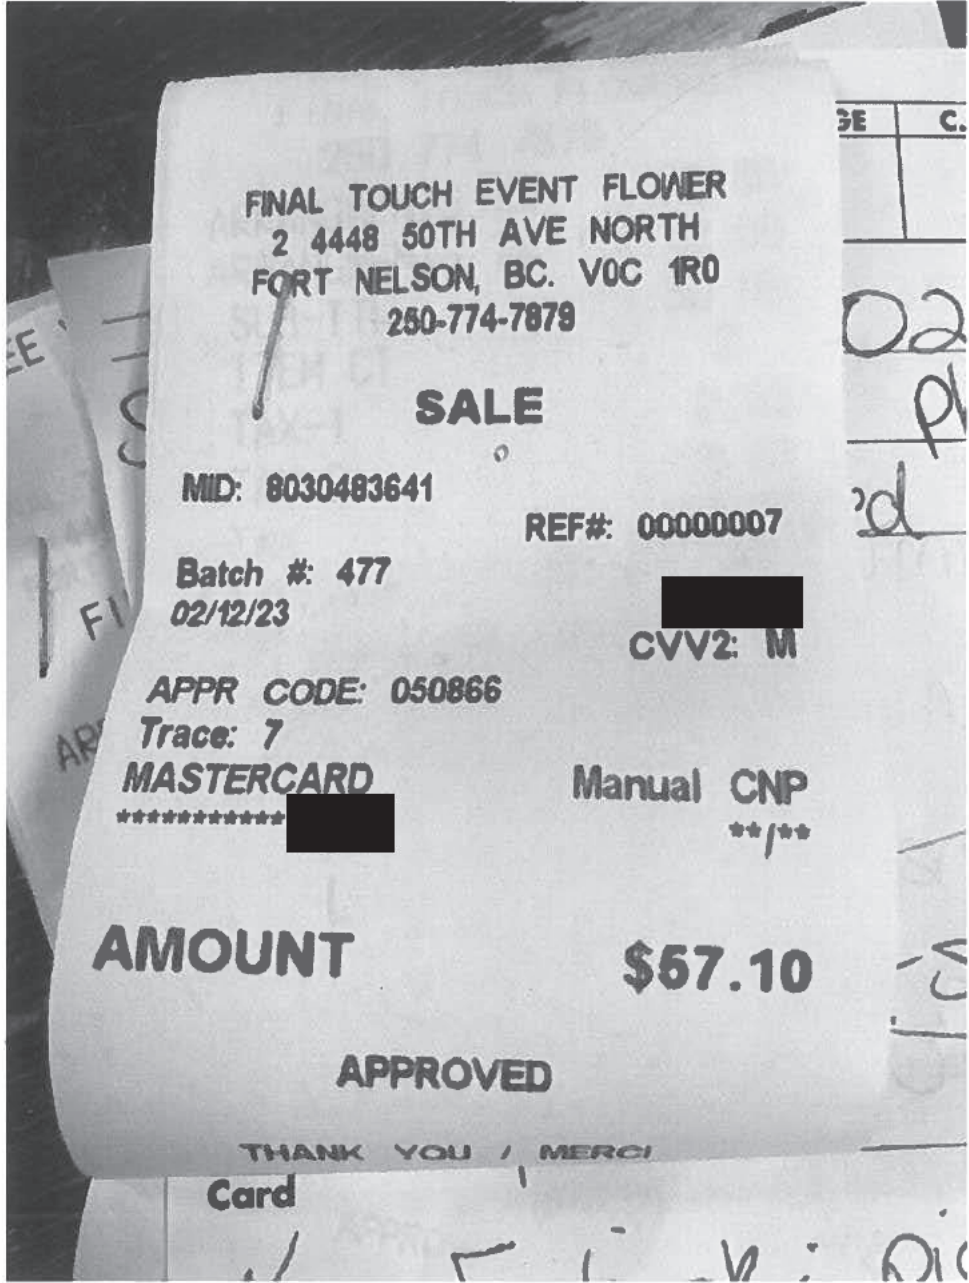 FINAL TOUCH EVENT FLOWER
2 4448 50TH AVE NORTH
FORT NELSON, BC. V0C 1R0
250-774-7879
SALE
MID: 8030483641
REF#: 00000007
Batch #: 477
02/12/23
CVV2: M
APPR CODE: 050866
Trace: 7
MASTERCARD
Manual CNP
***********
**/**
AMOUNT $57.10
APPROVED
THANK YOU / MERCI
Card
GE C.
02